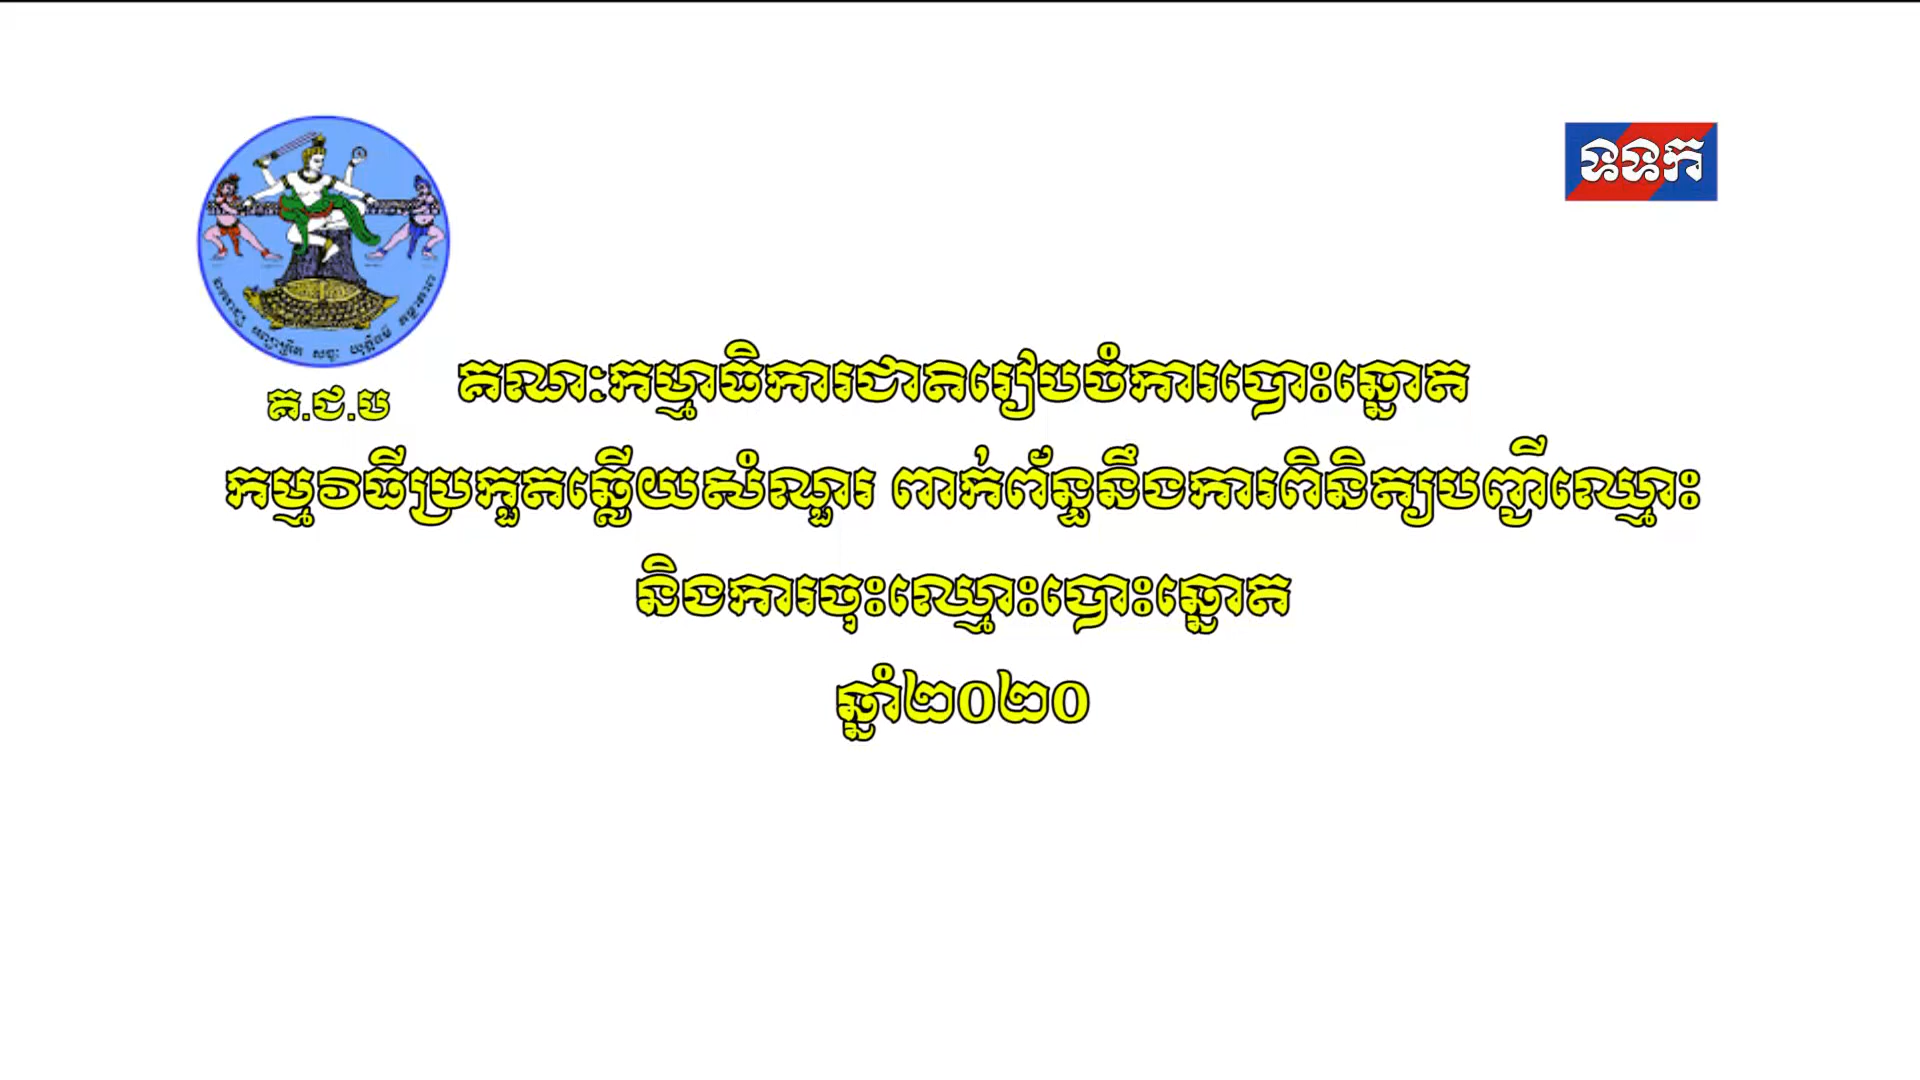 ទទក
គណៈកម្មាធិការជាតិរៀបចំការបោះឆ្នោត
គ.ជ.ប
កម្មវិធីប្រកួតឆ្លើយសំណួរ ពាក់ព័ន្ធនឹងការពិនិត្យបញ្ជីឈ្មោះ
និងការចុះឈ្មោះបោះឆ្នោត
ឆ្នាំ២០២០